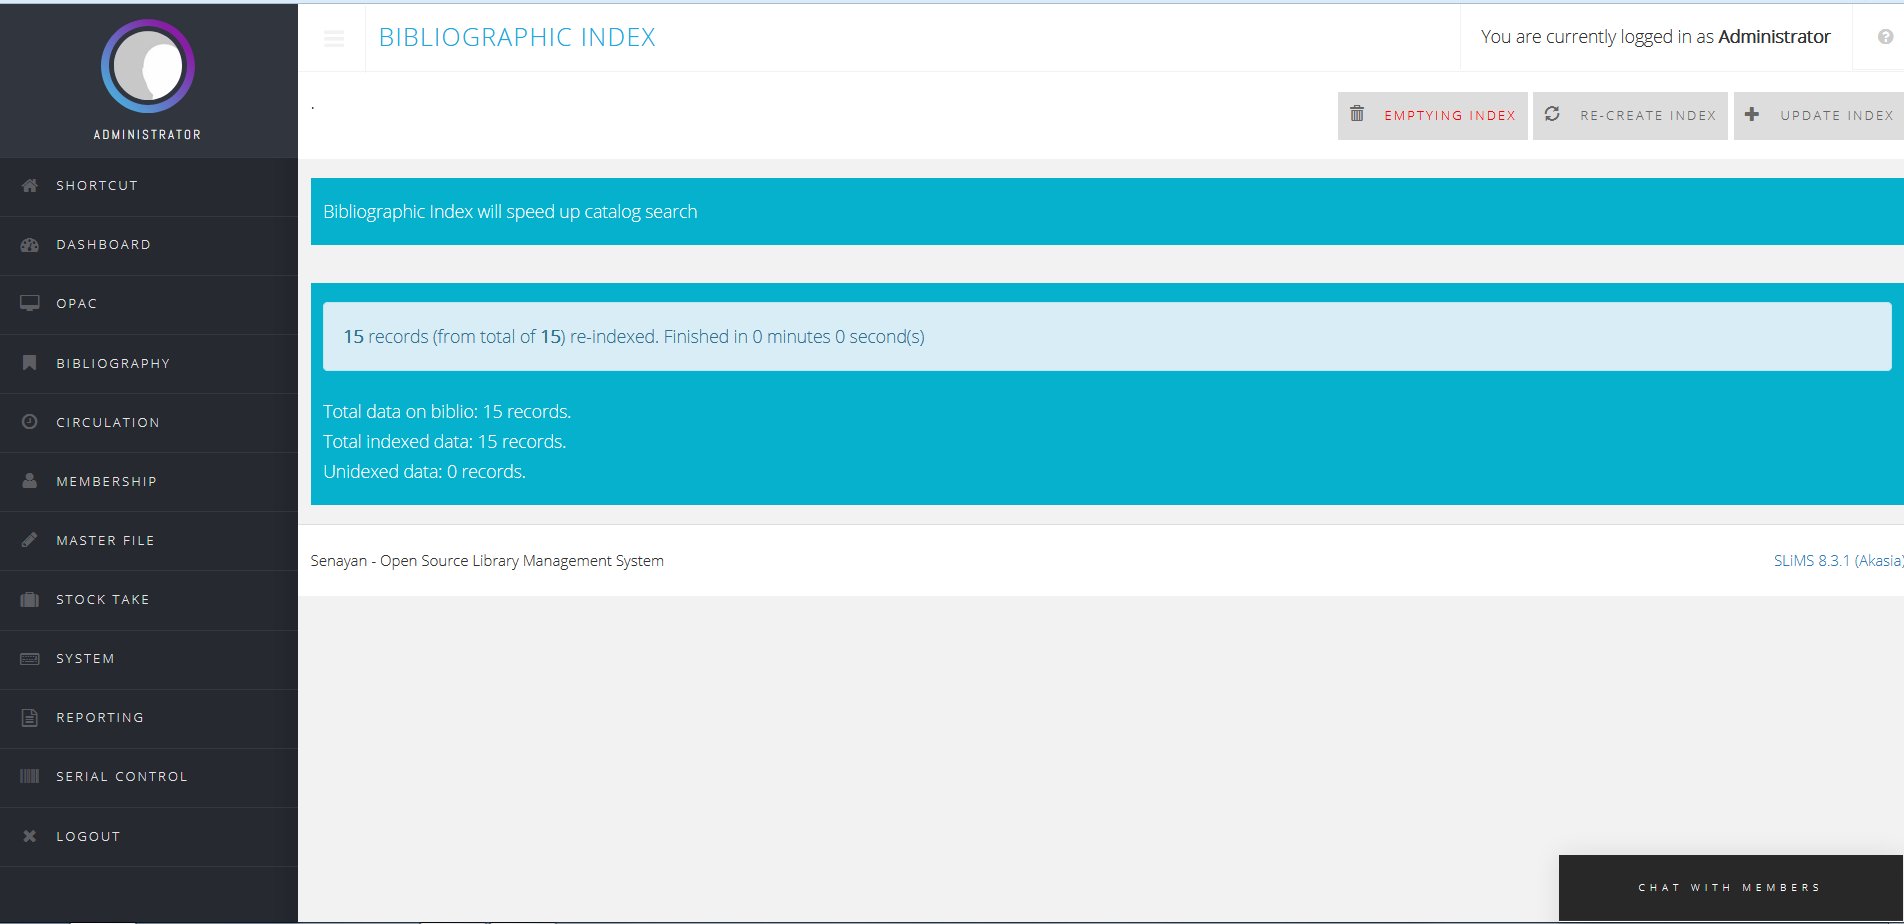 ADMINISTRATOR
SHORTCUT
DASHBOARD
OPAC
BIBLIOGRAPHY
CIRCULATION
MEMBERSHIP
MASTER FILE
STOCK TAKE
SYSTEM
REPORTING
SERIAL CONTROL
LOGOUT
BIBLIOGRAPHIC INDEX
You are currently logged in as Administrator
.
EMPTYING INDEX
RE-CREATE INDEX
UPDATE INDEX
Bibliographic Index will speed up catalog search
15 records (from total of 15) re-indexed. Finished in 0 minutes 0 second(s)
Total data on biblio: 15 records.
Total indexed data: 15 records.
Unidexed data: 0 records.
Senayan - Open Source Library Management System
SLiMS 8.3.1 (Akasia)
CHAT WITH MEMBERS